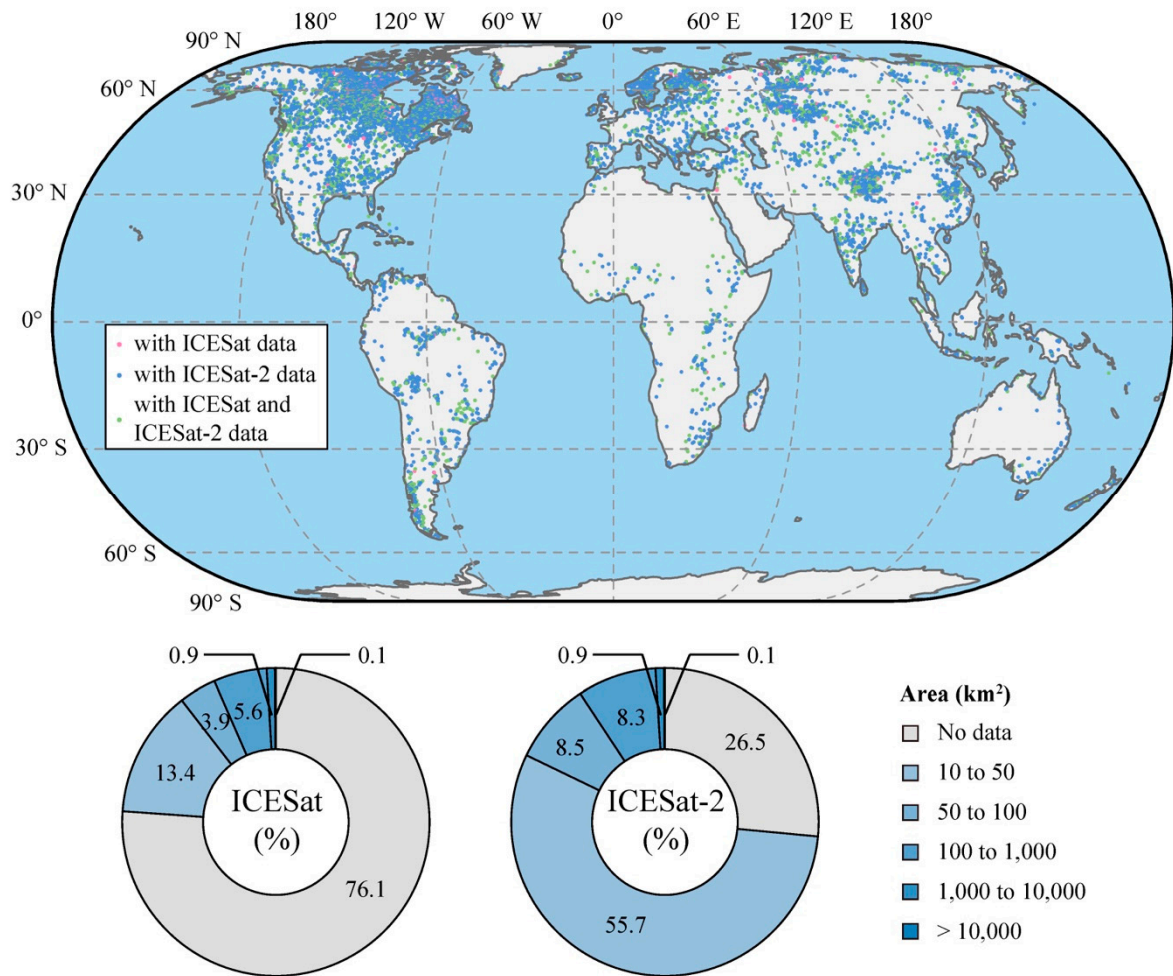 180° 120° W 60° W 0° 60° E 120° E 180°
90° N
60° N
30° N
0°
30° S
60° S
90° S
with ICESat data
with ICESat-2 data
with ICESat and
ICESat-2 data
0.9 0.1
3.9 5.6
13.4
ICESat
(%)
76.1
0.9 0.1
8.3
8.5
26.5
ICESat-2
(%)
55.7
Area (km²)
No data
10 to 50
50 to 100
100 to 1,000
1,000 to 10,000
> 10,000